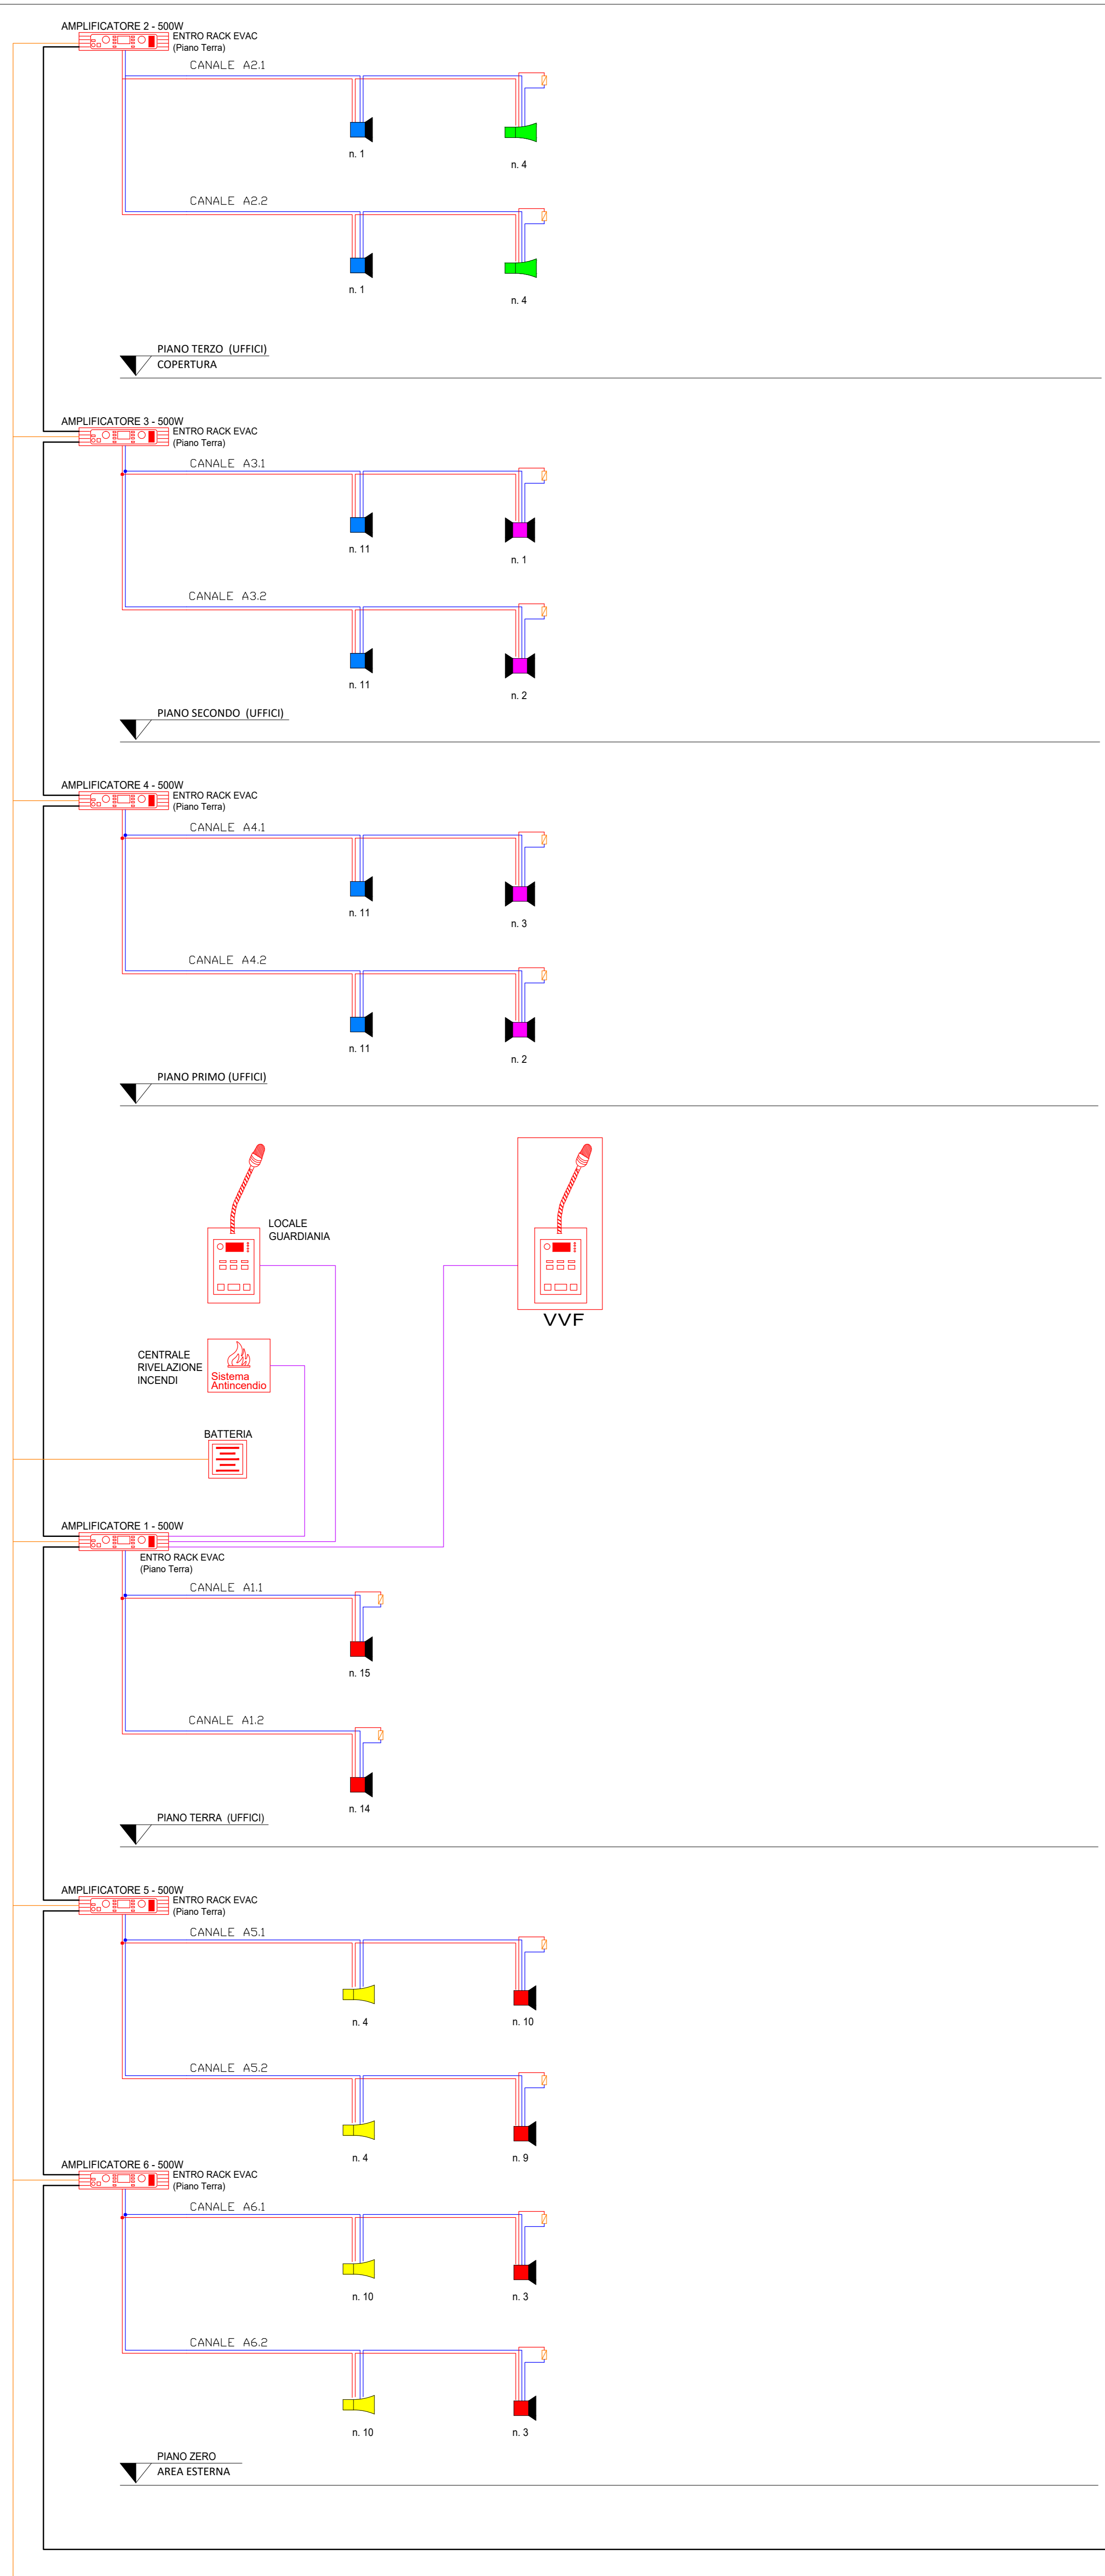 AMPLIFICATORE 2 - 500W
ENTRO RACK EVAC
(Piano Terra)
CANALE A2.1
n. 1
n. 4
CANALE A2.2
n. 1
n. 4
PIANO TERZO (UFFICI)
COPERTURA
AMPLIFICATORE 3 - 500W
ENTRO RACK EVAC
(Piano Terra)
CANALE A3.1
n. 11
n. 1
CANALE A3.2
n. 11
n. 2
PIANO SECONDO (UFFICI)
AMPLIFICATORE 4 - 500W
ENTRO RACK EVAC
(Piano Terra)
CANALE A4.1
n. 11
n. 3
CANALE A4.2
n. 11
n. 2
PIANO PRIMO (UFFICI)
LOCALE
GUARDIANIA
VVF
CENTRALE
RIVELAZIONE
INCENDI
Sistema
Antincendio
BATTERIA
AMPLIFICATORE 1 - 500W
ENTRO RACK EVAC
(Piano Terra)
CANALE A1.1
n. 15
CANALE A1.2
n. 14
PIANO TERRA (UFFICI)
AMPLIFICATORE 5 - 500W
ENTRO RACK EVAC
(Piano Terra)
CANALE A5.1
n. 4
n. 10
CANALE A5.2
n. 4
n. 9
AMPLIFICATORE 6 - 500W
ENTRO RACK EVAC
(Piano Terra)
CANALE A6.1
n. 10
n. 3
CANALE A6.2
n. 10
n. 3
PIANO ZERO
AREA ESTERNA